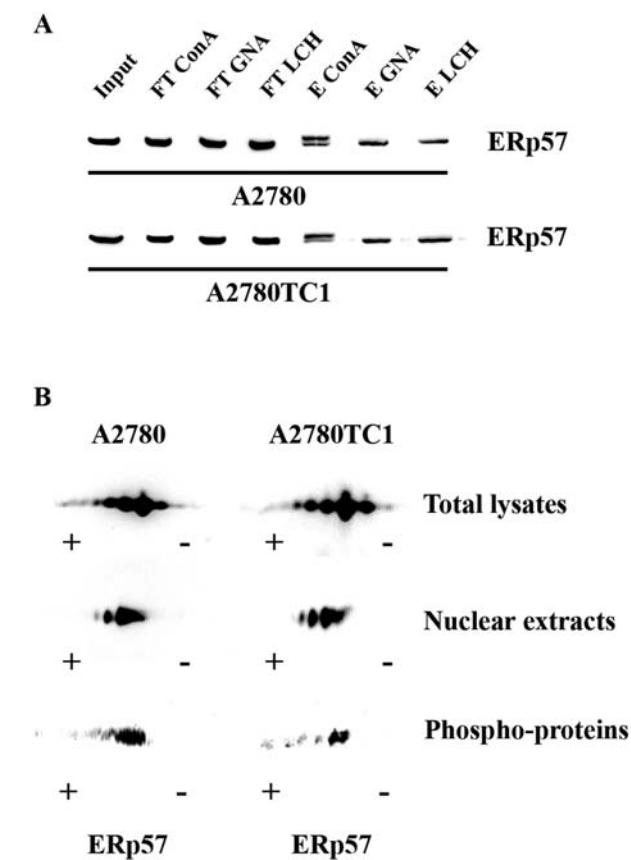 A
Input FT ConA FT GNA FT LCH E ConA E GNA E LCH
ERp57
A2780
ERp57
A2780TC1
B
A2780 A2780TC1
Total lysates
+ - + -
Nuclear extracts
+ - + -
Phospho-proteins
+ - + -
ERp57 ERp57